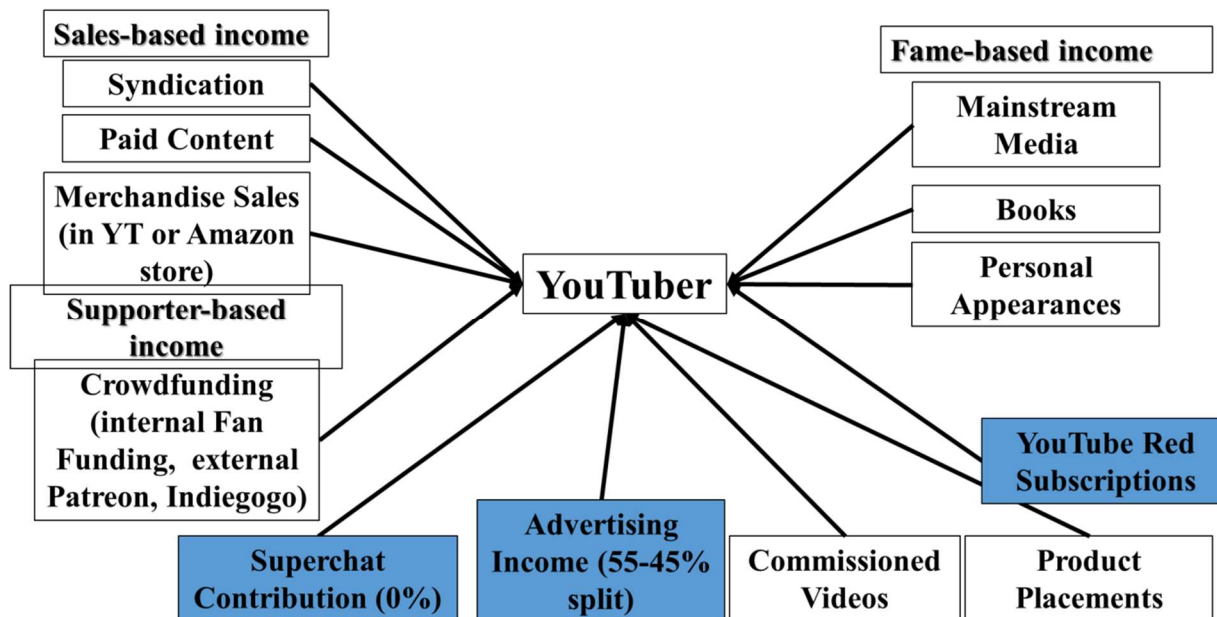 Sales-based income
Syndication
Paid Content
Merchandise Sales
(in YT or Amazon
store)
Supporter-based
income
Crowdfunding
(internal Fan
Funding,  external
Patreon, Indiegogo)
Superchat
Contribution (0%)
Advertising
Income (55-45%
split)
Commissioned
Videos
Product
Placements
YouTube Red
Subscriptions
YouTuber
Fame-based income
Mainstream
Media
Books
Personal
Appearances